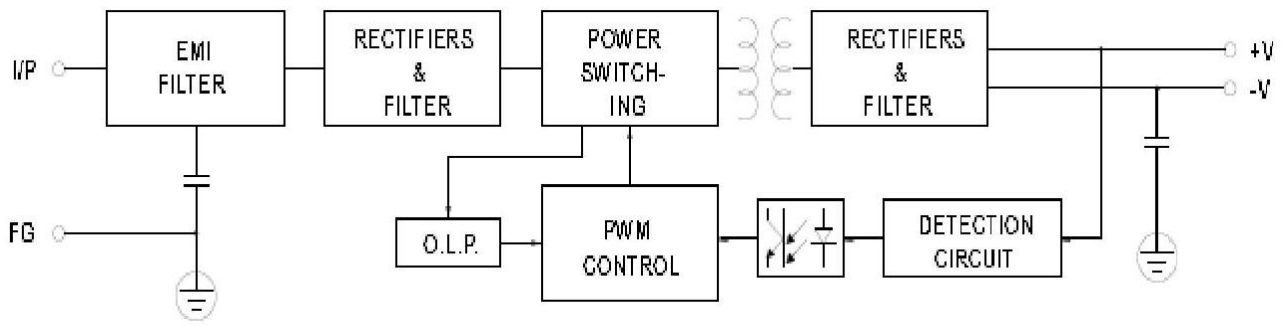 I/P
EMI
FILTER
RECTIFIERS
&
FILTER
POWER
SWITCH-
ING
RECTIFIERS
&
FILTER
+V
-V
FG
O.L.P.
PWM
CONTROL
DETECTION
CIRCUIT